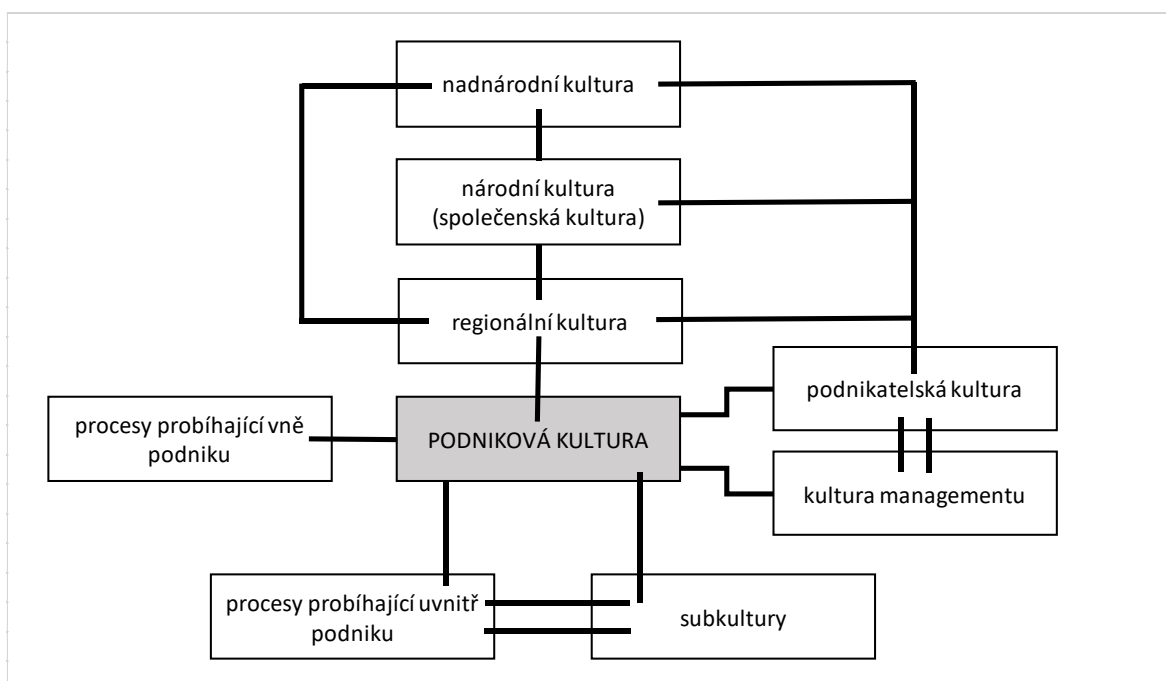 nadnárodní kultura
národní kultura
(společenská kultura)
regionální kultura
podnikatelská kultura
procesy probíhající vně
podniku
PODNIKOVÁ KULTURA
kultura managementu
procesy probíhající uvnitř
podniku
subkultury